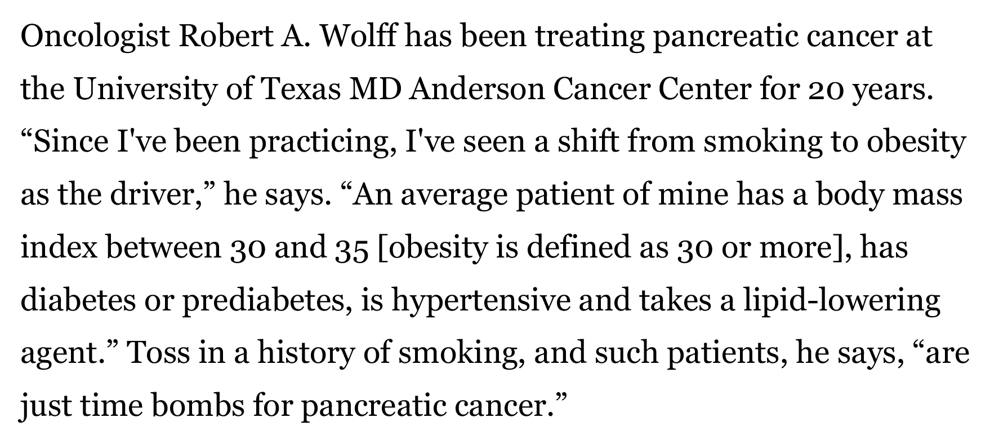 Oncologist Robert A. Wolff has been treating pancreatic cancer at
the University of Texas MD Anderson Cancer Center for 20 years.
“Since I've been practicing, I've seen a shift from smoking to obesity
as the driver,” he says. “An average patient of mine has a body mass
index between 30 and 35 [obesity is defined as 30 or more], has
diabetes or prediabetes, is hypertensive and takes a lipid-lowering
agent.” Toss in a history of smoking, and such patients, he says, “are
just time bombs for pancreatic cancer.”